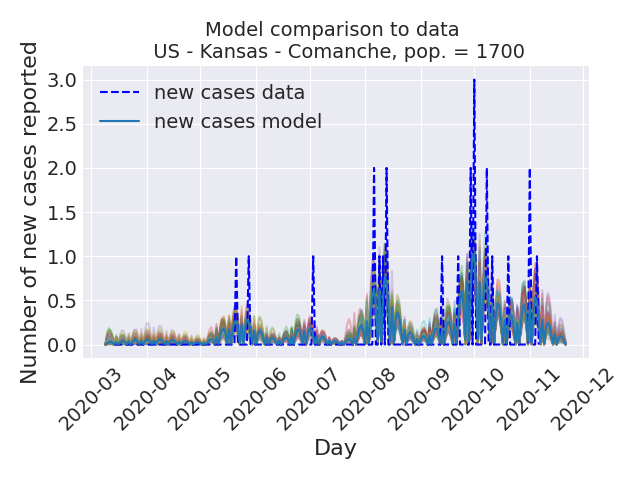 Model comparison to data
US - Kansas - Comanche, pop. = 1700
Number of new cases reported
3.0
2.5
2.0
1.5
1.0
0.5
0.0
new cases data
new cases model
2020-03
2020-04
2020-05
2020-06
2020-07
2020-08
2020-09
2020-10
2020-11
2020-12
Day